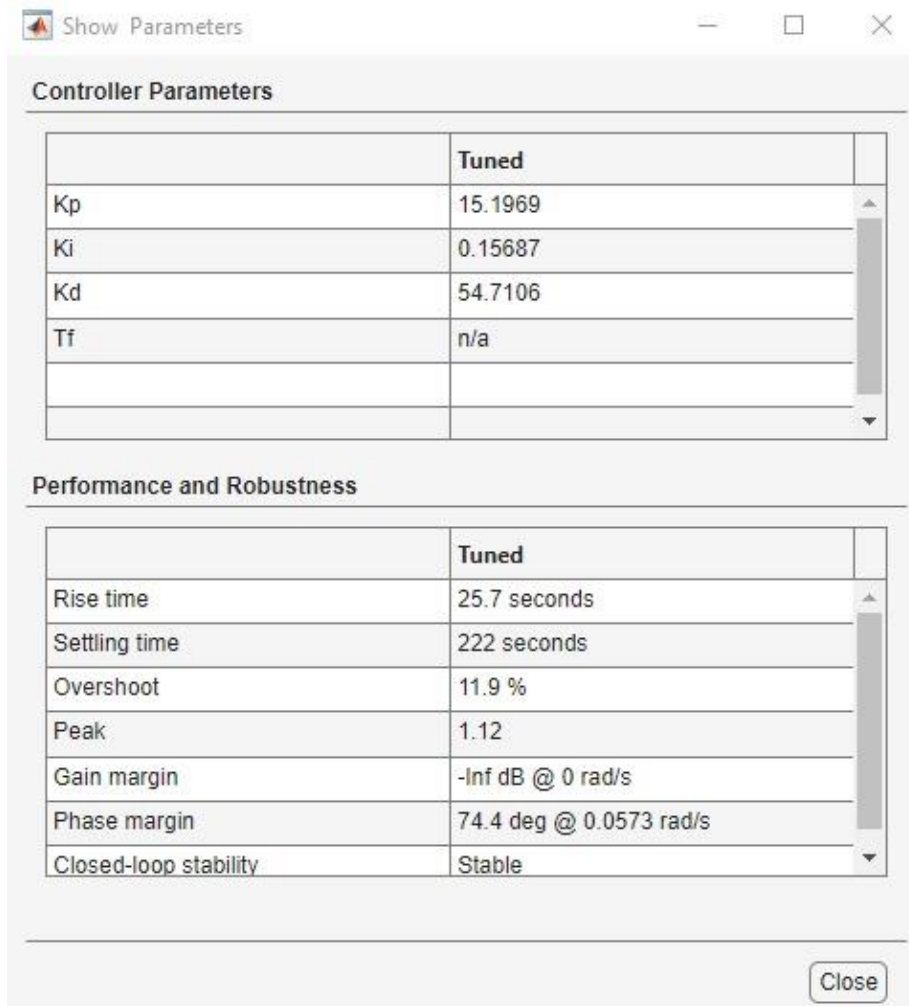 Show Parameters
Controller Parameters
Tuned
Kp 15.1969
Ki 0.15687
Kd 54.7106
Tf n/a
Performance and Robustness
Tuned
Rise time 25.7 seconds
Settling time 222 seconds
Overshoot 11.9 %
Peak 1.12
Gain margin -Inf dB @ 0 rad/s
Phase margin 74.4 deg @ 0.0573 rad/s
Closed-loop stability Stable
Close